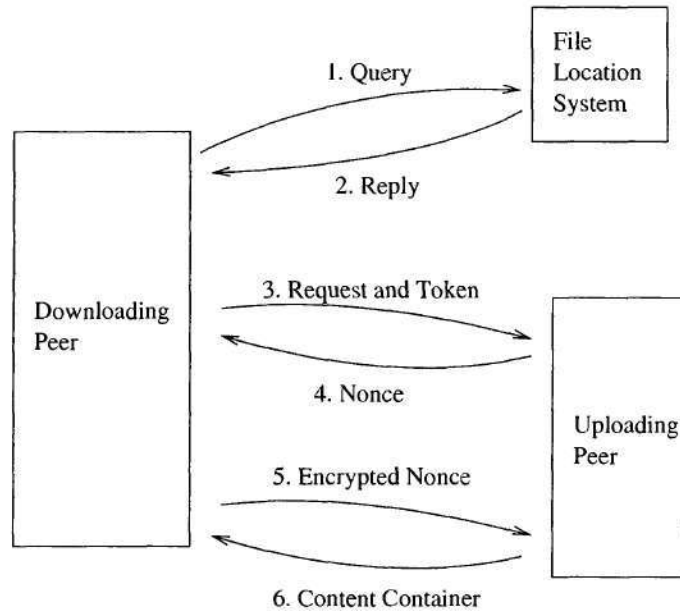 File
Location
System
1. Query
2. Reply
Downloading
Peer
3. Request and Token
4. Nonce
Uploading
Peer
5. Encrypted Nonce
6. Content Container